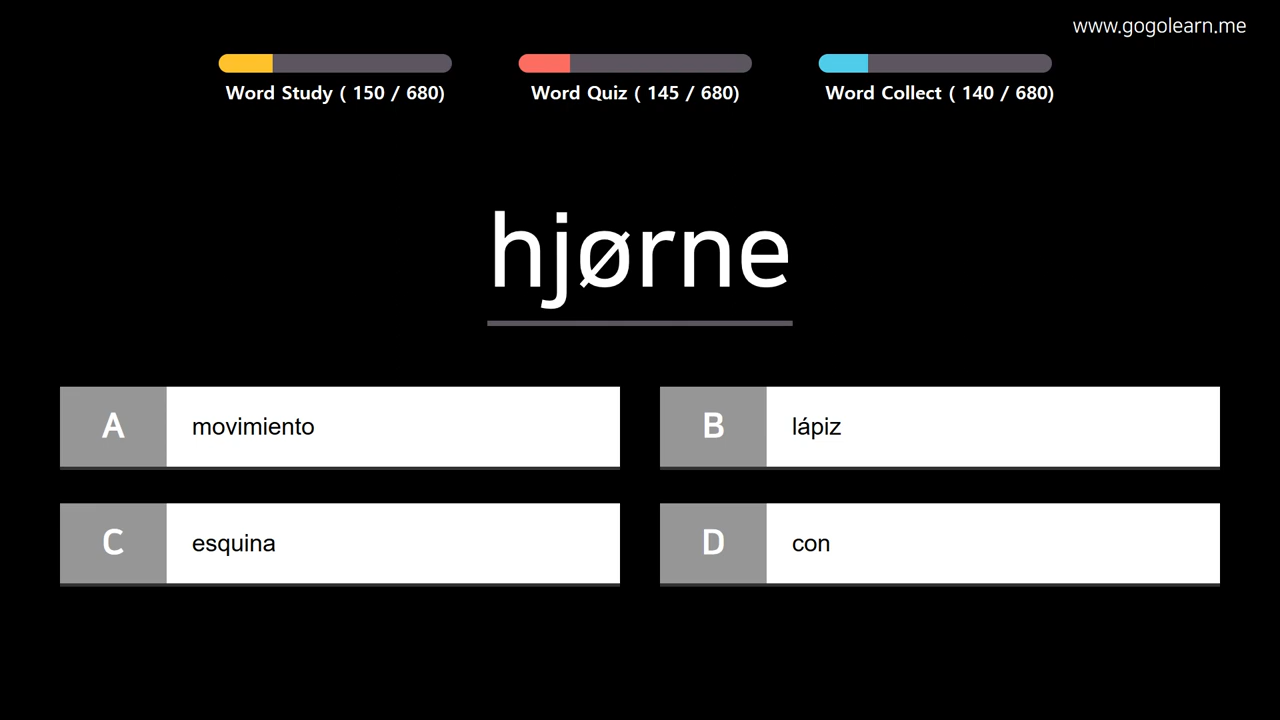 www.gogolearn.me
Word Study ( 150 / 680)
Word Quiz ( 145 / 680)
Word Collect ( 140 / 680)
hjørne
A movimiento
B lápiz
C esquina
D con